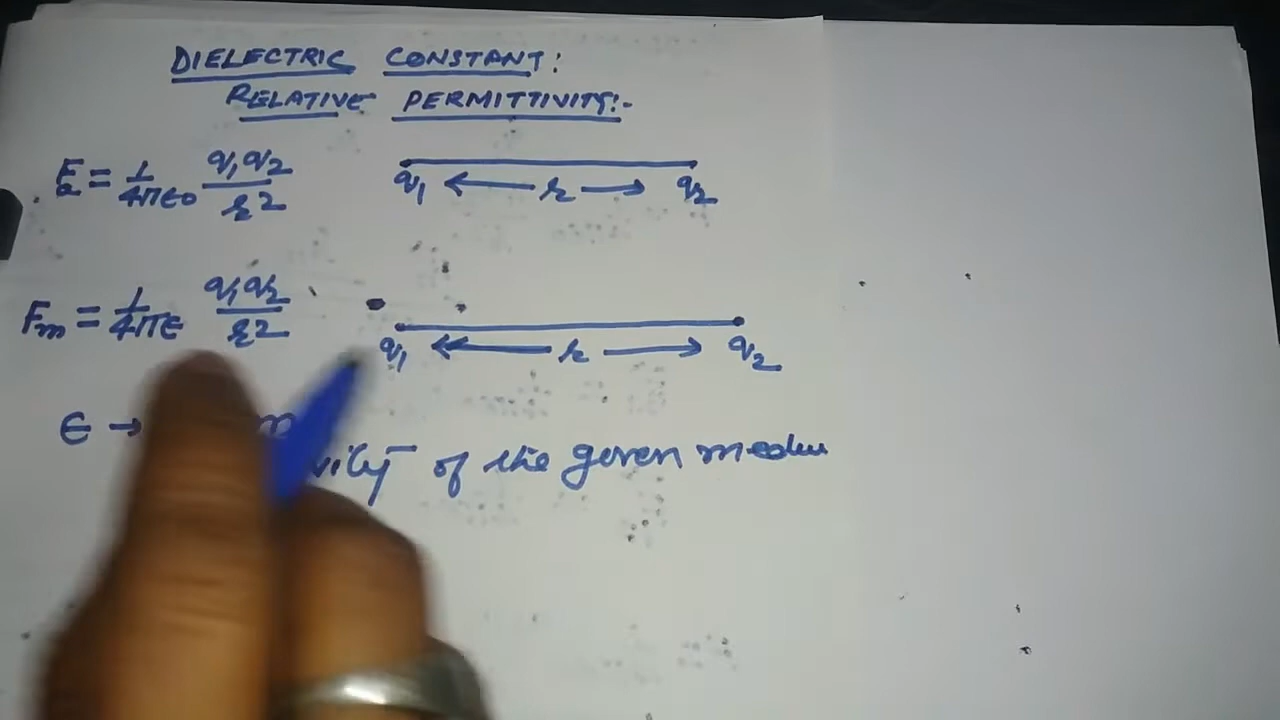 DIELECTRIC CONSTANT:
RELATIVE PERMITTIVITY:-
Fa = 1/4πε0 q1q2/r2
q1 ← r → q2
Fm = 1/4πε q1q2/r2
q1 ← r → q2
ε →
of the given medium